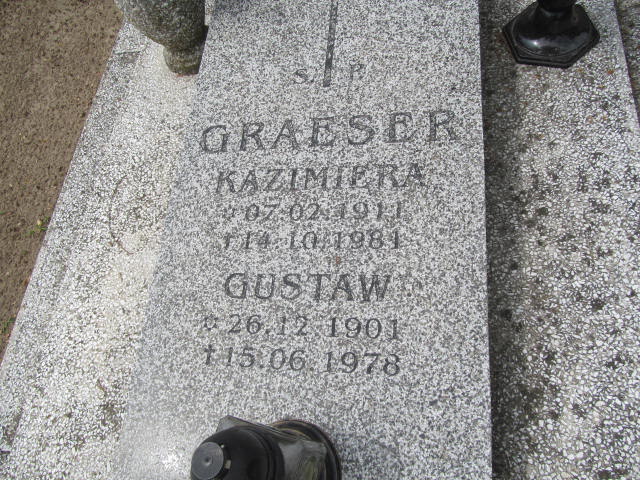 Ś P
GRAESER
KAZIMIERA
☆ 07.02.1911
† 14.10.1981
GUSTAW
☆ 26.12 1901
† 15.06.1978